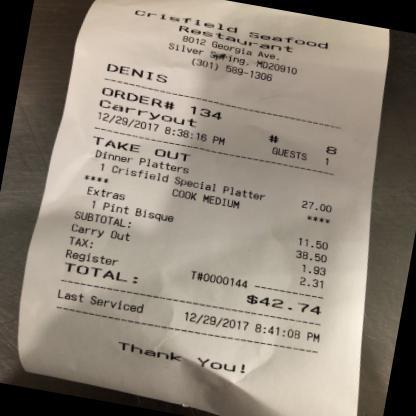 Crisfield Seafood
Restaurant
8012 Georgia Ave.
Silver Spring, MD20910
(301) 589-1306
DENIS
ORDER# 134
Carryout # 8
12/29/2017 8:38:16 PM GUESTS 1
TAKE OUT
Dinner Platters
1 Crisfield Special Platter 27.00
**** COOK MEDIUM ****
Extras
1 Pint Bisque 11.50
SUBTOTAL: 38.50
Carry Out 1.93
TAX: 2.31
Register T#0000144
TOTAL: $42.74
Last Serviced 12/29/2017 8:41:08 PM
Thank You!